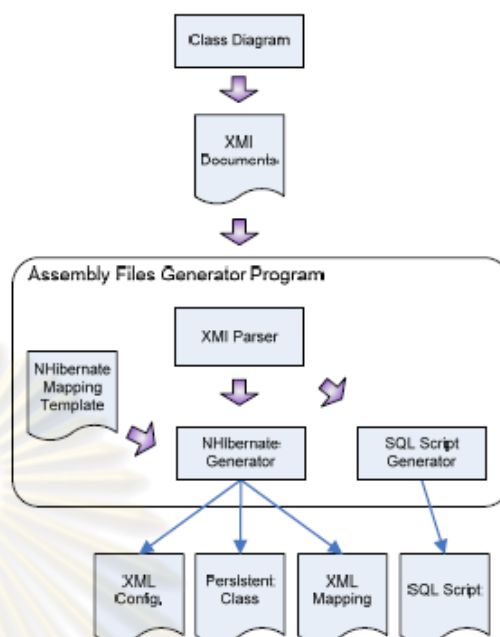 Class Diagram
XMI
Documents
Assembly Files Generator Program
XMI Parser
NHibernate
Mapping
Template
NHibernate
Generator
SQL Script
Generator
XML
Config.
Persistent
Class
XML
Mapping
SQL Script